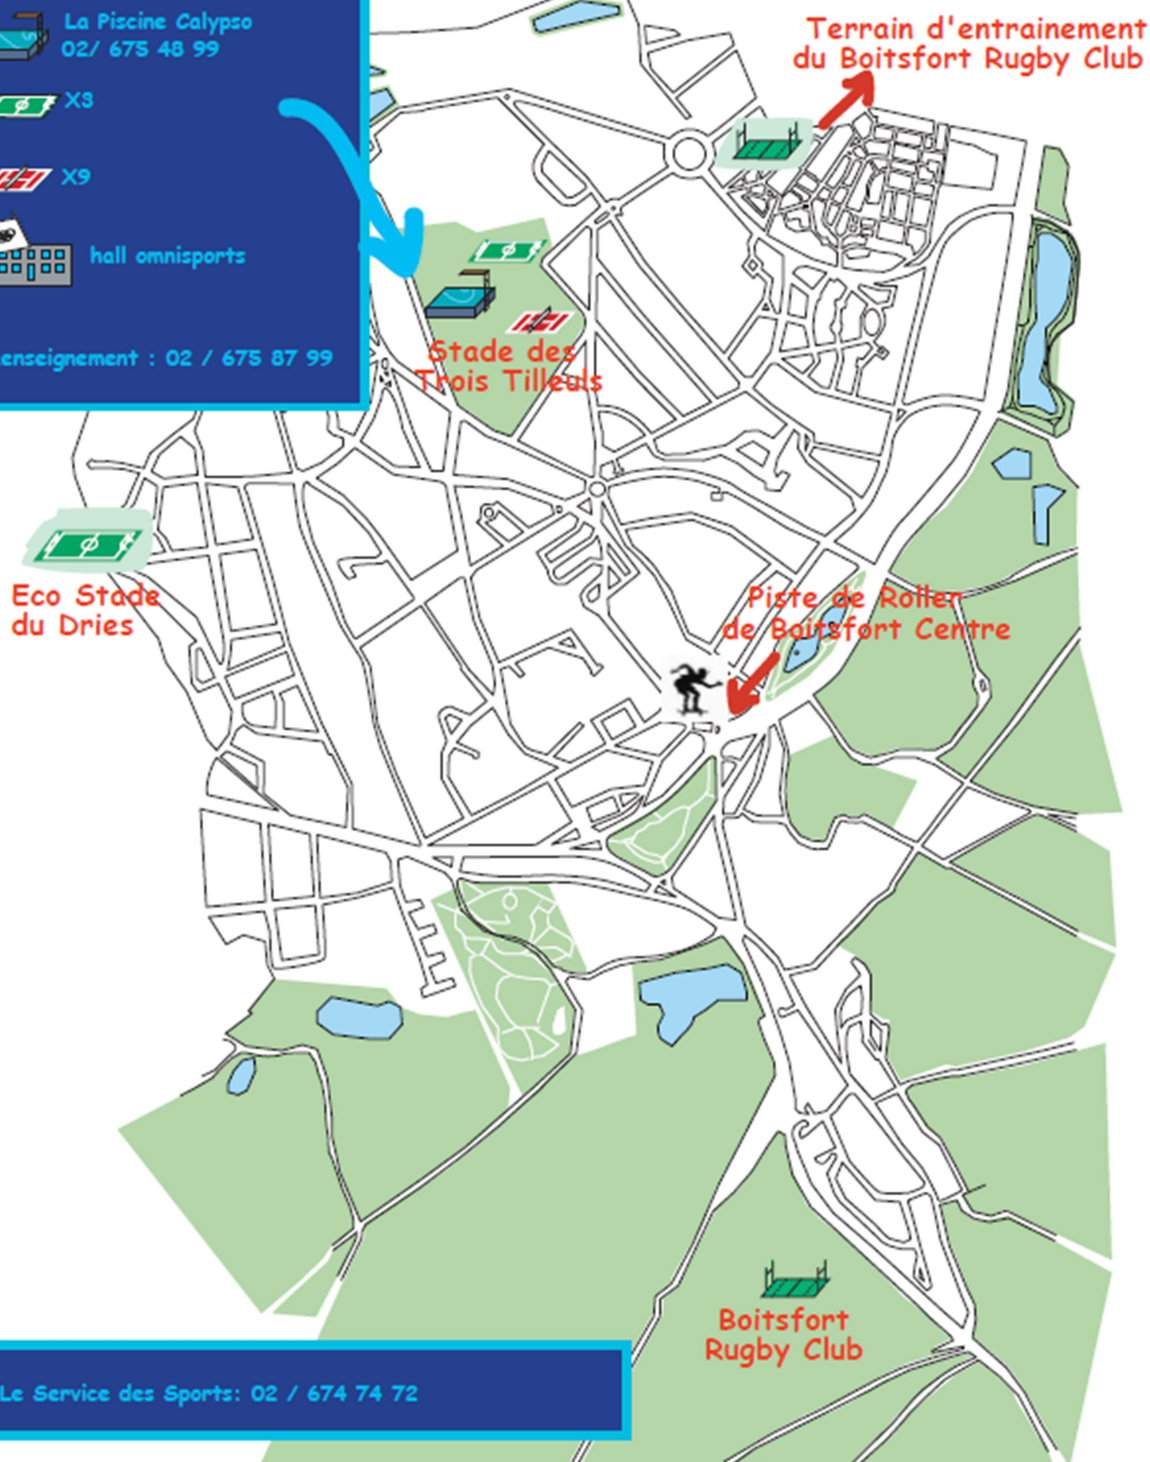 La Piscine Calypso
02/ 675 48 99
X3
X9
hall omnisports
enseignement : 02 / 675 87 99
Terrain d'entrainement
du Boitsfort Rugby Club
Stade des
Trois Tilleuls
Eco Stade
du Dries
Piste de Roller
de Boitsfort Centre
Boitsfort
Rugby Club
Le Service des Sports: 02 / 674 74 72